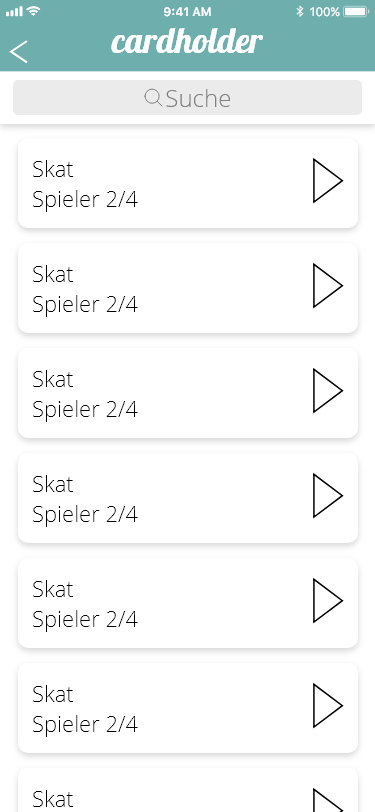 9:41 AM 100%
cardholder
Suche
Skat
Spieler 2/4
Skat
Spieler 2/4
Skat
Spieler 2/4
Skat
Spieler 2/4
Skat
Spieler 2/4
Skat
Spieler 2/4
Skat